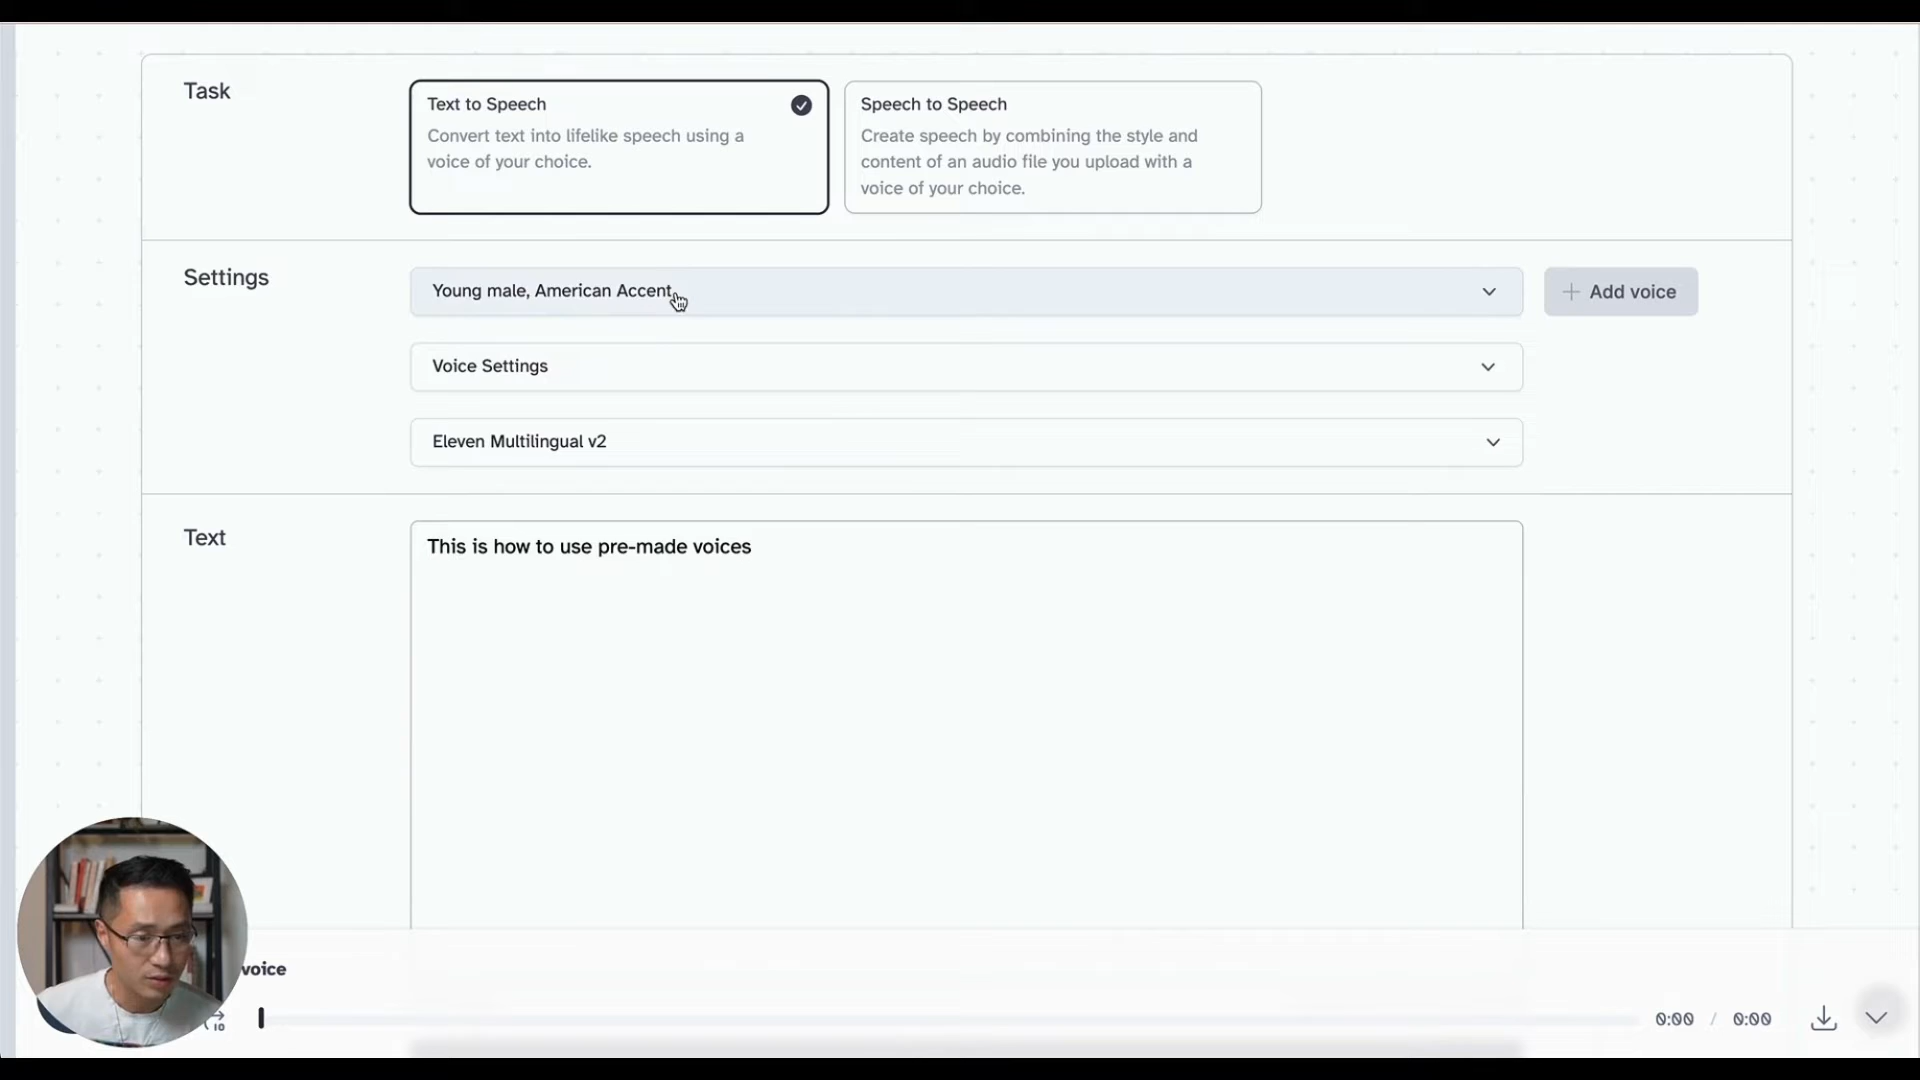 Task
Text to Speech
Convert text into lifelike speech using a
voice of your choice.
Speech to Speech
Create speech by combining the style and
content of an audio file you upload with a
voice of your choice.
Settings
Young male, American Accent
Add voice
Voice Settings
Eleven Multilingual v2
Text
This is how to use pre-made voices
voice
10
0:00 / 0:00